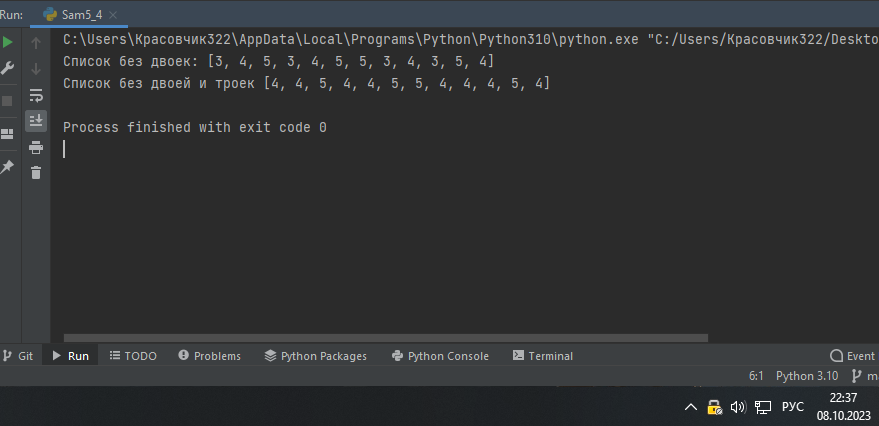 Run: Sam5_4
C:\Users\Красовчик322\AppData\Local\Programs\Python\Python310\python.exe "C:/Users/Красовчик322/Deskto
Список без двоек: [3, 4, 5, 3, 4, 5, 5, 3, 4, 3, 5, 4]
Список без двоей и троек [4, 4, 5, 4, 4, 5, 5, 4, 4, 4, 5, 4]
Process finished with exit code 0
Git Run TODO Problems Python Packages Python Console Terminal Event
6:1 Python 3.10 m
РУС 22:37
08.10.2023